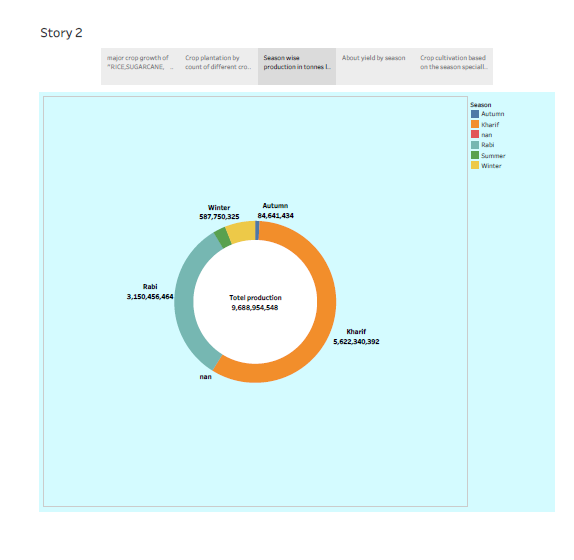 Story 2
major crop growth of
"RICE,SUGARCANE, ...
Crop plantation by
count of different cro...
Season wise
production in tonnes I..
About yield by season
Crop cultivation based
on the season speciall..
Season
Autumn
Kharif
nan
Rabi
Summer
Winter
Winter
587,750,325
Autumn
84,641,434
Rabi
3,150,456,464
Total production
9,688,954,548
Kharif
5,622,340,392
nan